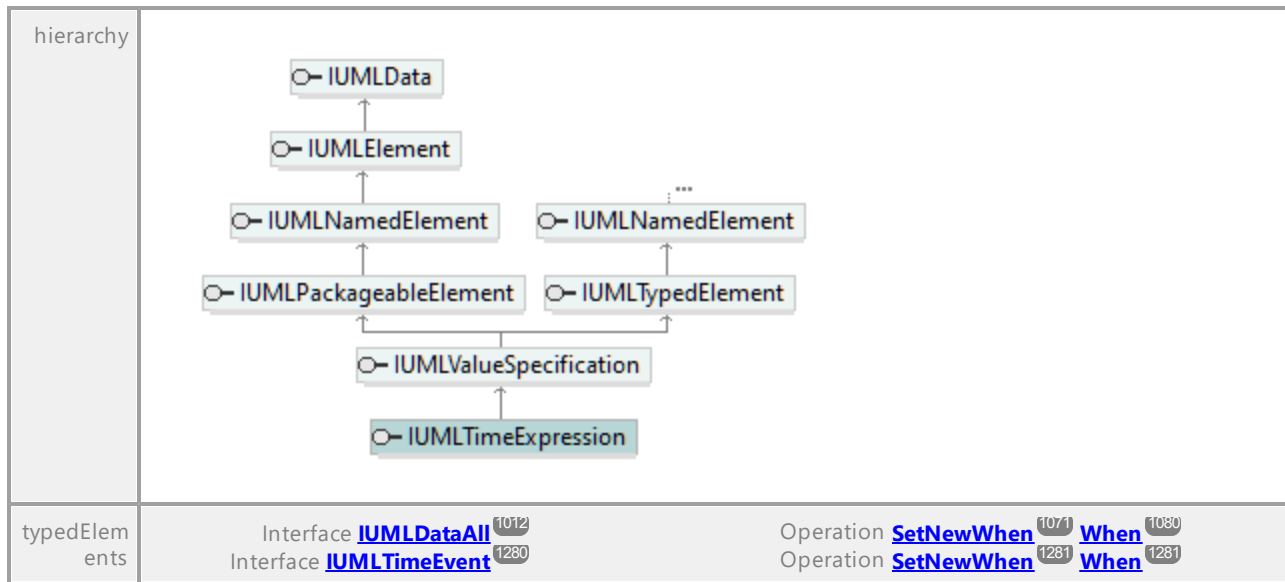 hierarchy
IUMLData
IUMLElement
IUMLNamedElement IUMLNamedElement
...
IUMLPackageableElement IUMLTypedElement
IUMLValueSpecification
IUMLTimeExpression
typedElem
ents
Interface IUMLDataAll 1012 Operation SetNewWhen 1071 When 1080
Interface IUMLTimeEvent 1280 Operation SetNewWhen 1281 When 1281